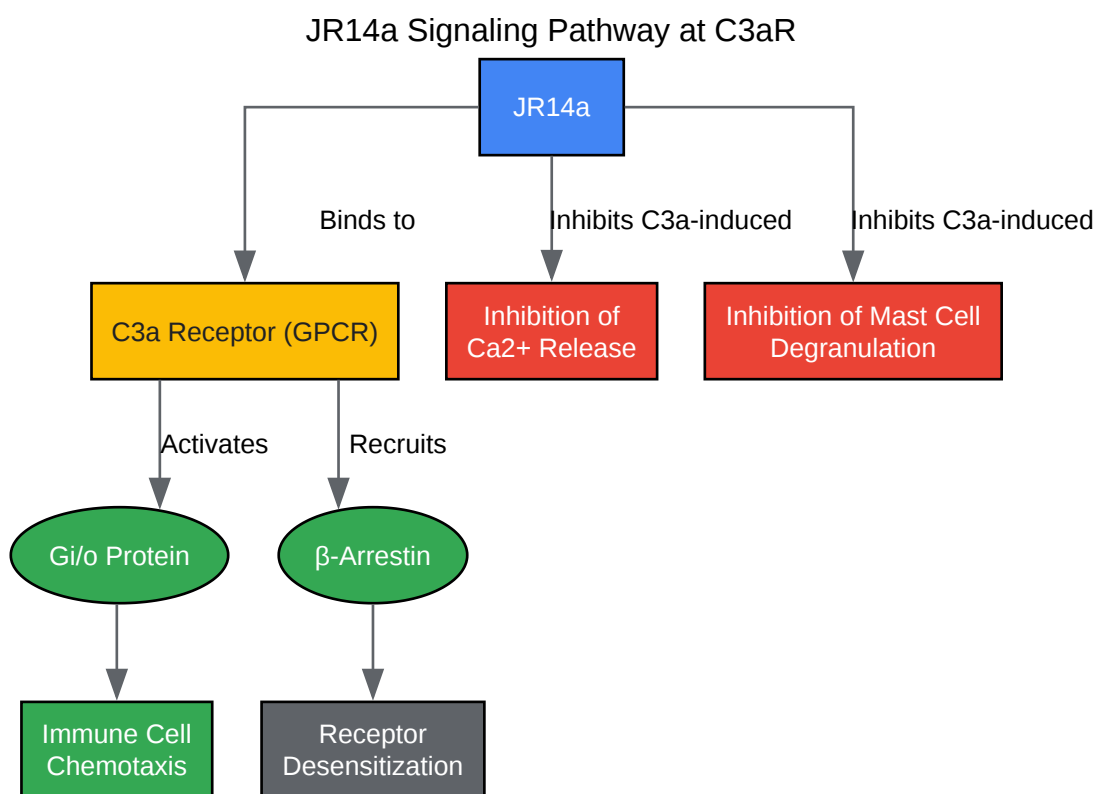 JR14a Signaling Pathway at C3aR
JR14a
Binds to
Inhibits C3a-induced
Inhibits C3a-induced
C3a Receptor (GPCR)
Inhibition of
Ca2+ Release
Inhibition of Mast Cell
Degranulation
Activates
Recruits
Gi/o Protein
β-Arrestin
Immune Cell
Chemotaxis
Receptor
Desensitization